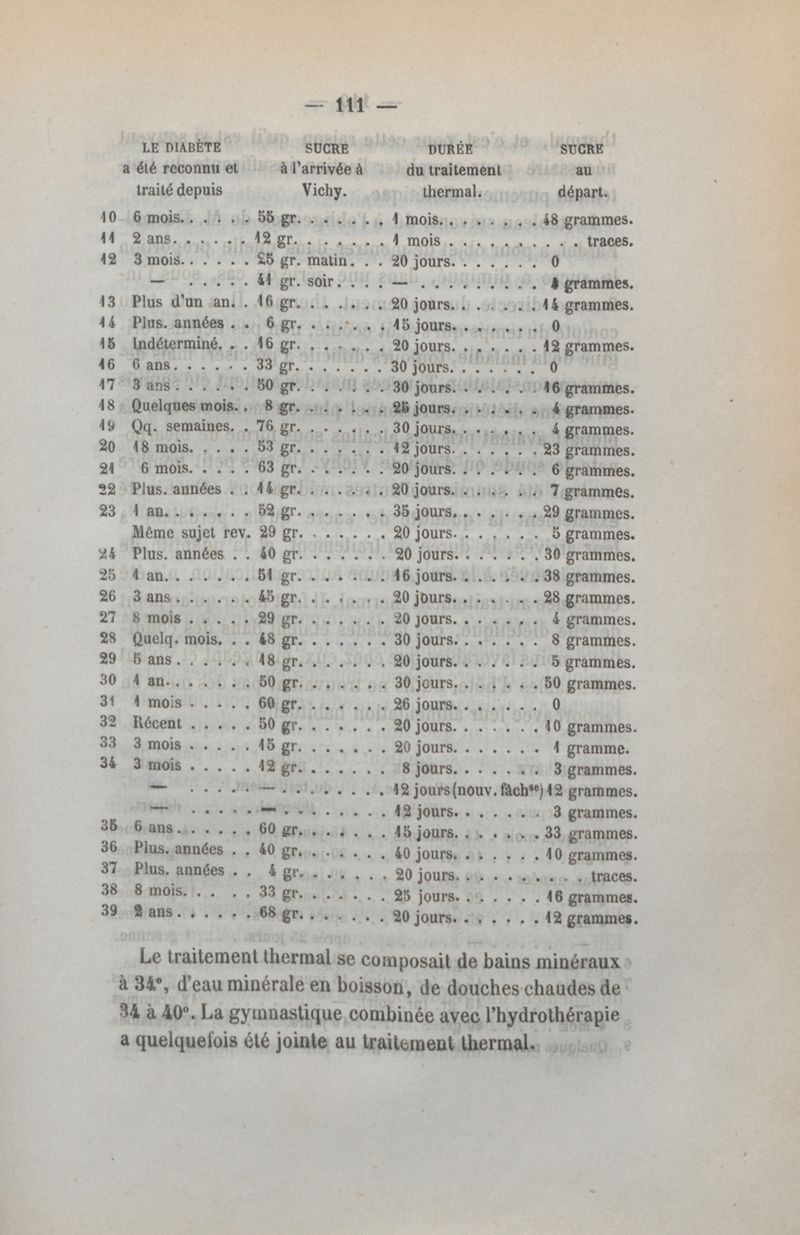 — 111 —
LE DIABÈTE SUCRE DURÉE SUCRE
a été reconnu et à l'arrivée à du traitement au
traité depuis Vichy. thermal. départ.
10 6 mois. . . . . . 55 gr. . . . . . . 1 mois. . . . . . . . 48 grammes.
11 2 ans. . . . . . 12 gr. . . . . . . 1 mois . . . . . . . . . . traces.
12 3 mois. . . . . . 25 gr. matin. . . 20 jours. . . . . . . 0
— . . . . . 41 gr. soir. . . . — . . . . . . . . . grammes.
13 Plus d'un an. . 16 gr. . . . . . . 20 jours. . . . . . . 14 grammes.
14 Plus. années . . 6 gr. . . . . . . 15 jours. . . . . . . 0
15 Indéterminé. . . 16 gr. . . . . . . 20 jours. . . . . . . 12 grammes.
16 6 ans . . . . . . 33 gr. . . . . . . 30 jours. . . . . . . 0
17 3 ans . . . . . . 50 gr. . . . . . . 30 jours. . . . . . . 16 grammes.
18 Quelques mois. . 8 gr. . . . . . . 25 jours. . . . . . . 4 grammes.
19 Qq. semaines. . 76 gr. . . . . . . 30 jours. . . . . . . 4 grammes.
20 18 mois. . . . . 53 gr. . . . . . . 12 jours. . . . . . . 23 grammes.
21 6 mois. . . . . 63 gr. . . . . . . 20 jours. . . . . . . 6 grammes.
22 Plus. années . . 14 gr. . . . . . . 20 jours. . . . . . . 7 grammes.
23 1 an. . . . . . . 52 gr. . . . . . . 35 jours. . . . . . . 29 grammes.
Même sujet rev. 29 gr. . . . . . . 20 jours. . . . . . . 5 grammes.
24 Plus. années . . 40 gr. . . . . . . 20 jours. . . . . . . 30 grammes.
25 1 an. . . . . . . 51 gr. . . . . . . 16 jours. . . . . . . 38 grammes.
26 3 ans . . . . . . 45 gr. . . . . . . 20 jours. . . . . . . 28 grammes.
27 8 mois . . . . . 29 gr. . . . . . . 20 jours. . . . . . . 4 grammes.
28 Quelq. mois. . . 48 gr. . . . . . . 30 jours. . . . . . . 8 grammes.
29 5 ans . . . . . . 18 gr. . . . . . . 20 jours. . . . . . . 5 grammes.
30 1 an. . . . . . . 50 gr. . . . . . . 30 jours. . . . . . . 50 grammes.
31 1 mois . . . . . 60 gr. . . . . . . 26 jours. . . . . . . 0
32 Récent . . . . . 50 gr. . . . . . . 20 jours. . . . . . . 10 grammes.
33 3 mois . . . . . 15 gr. . . . . . . 20 jours. . . . . . . 1 gramme.
34 3 mois . . . . . 12 gr. . . . . . . 8 jours. . . . . . . 3 grammes.
— . . . . . — . . . . . . . . 12 jours (nouv. fâchse) 12 grammes.
— . . . . . — . . . . . . . . 12 jours. . . . . . . 3 grammes.
35 6 ans . . . . . . 60 gr. . . . . . . 15 jours. . . . . . . 33 grammes.
36 Plus. années . . 40 gr. . . . . . . 40 jours. . . . . . . 10 grammes.
37 Plus. années . . 4 gr. . . . . . . 20 jours. . . . . . . . . . traces.
38 8 mois. . . . . 33 gr. . . . . . . 25 jours. . . . . . . 16 grammes.
39 2 ans . . . . . . 68 gr. . . . . . . 20 jours. . . . . . . 12 grammes.
Le traitement thermal se composait de bains minéraux
à 34°, d'eau minérale en boisson, de douches chaudes de
34 à 40°. La gymnastique combinée avec l'hydrothérapie
a quelquefois été jointe au traitement thermal.